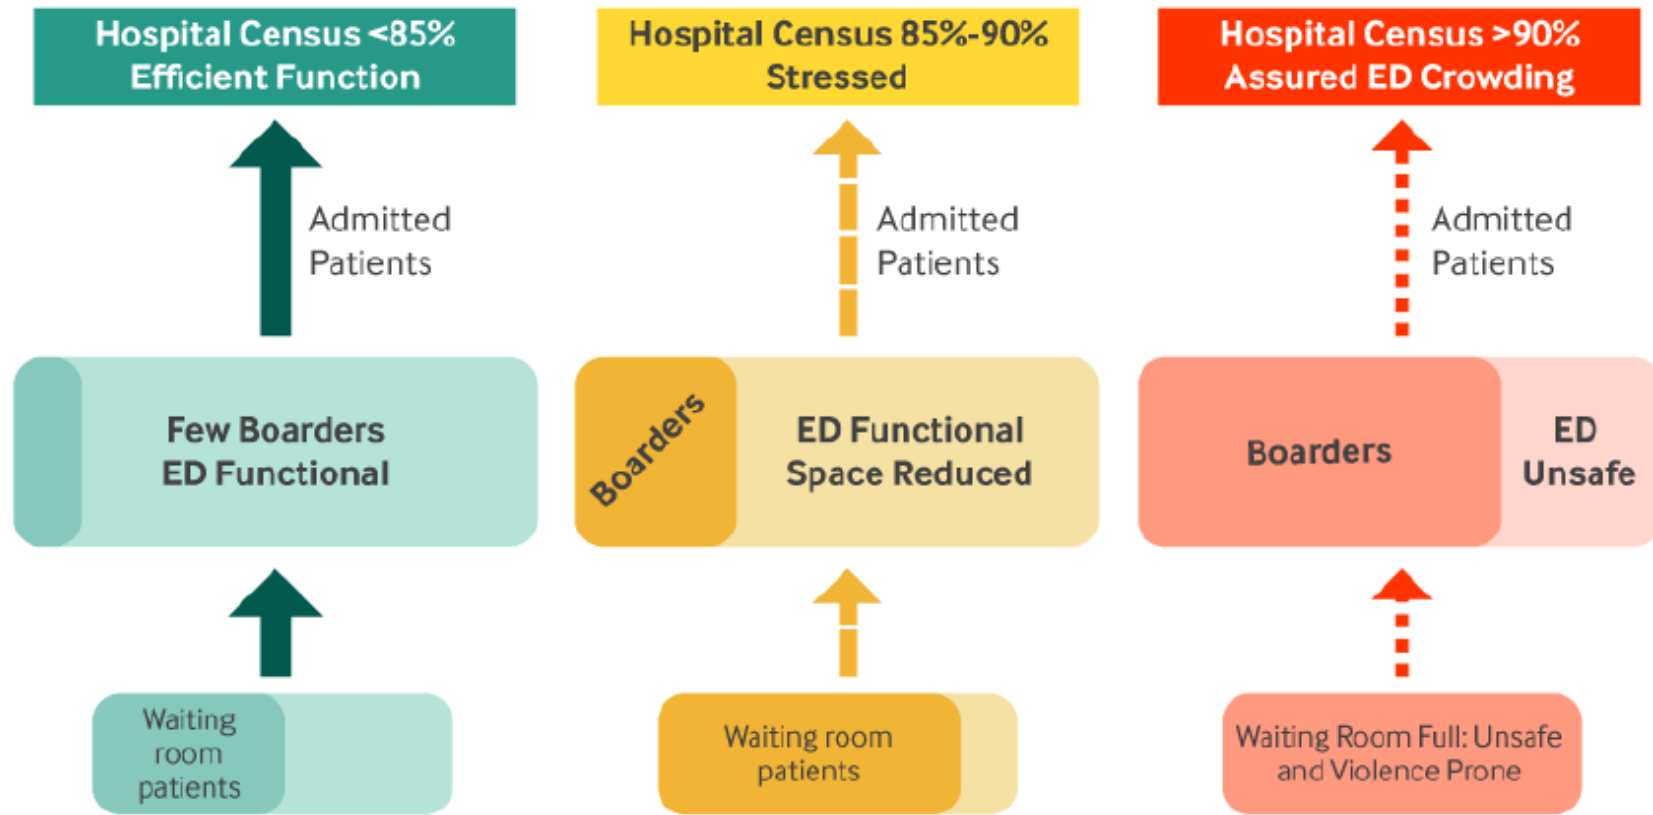 Hospital Census <85%
Efficient Function
Hospital Census 85%-90%
Stressed
Hospital Census >90%
Assured ED Crowding
Admitted
Patients
Admitted
Patients
Admitted
Patients
Few Boarders
ED Functional
Boarders
ED Functional
Space Reduced
Boarders
ED
Unsafe
Waiting
room
patients
Waiting room
patients
Waiting Room Full: Unsafe
and Violence Prone